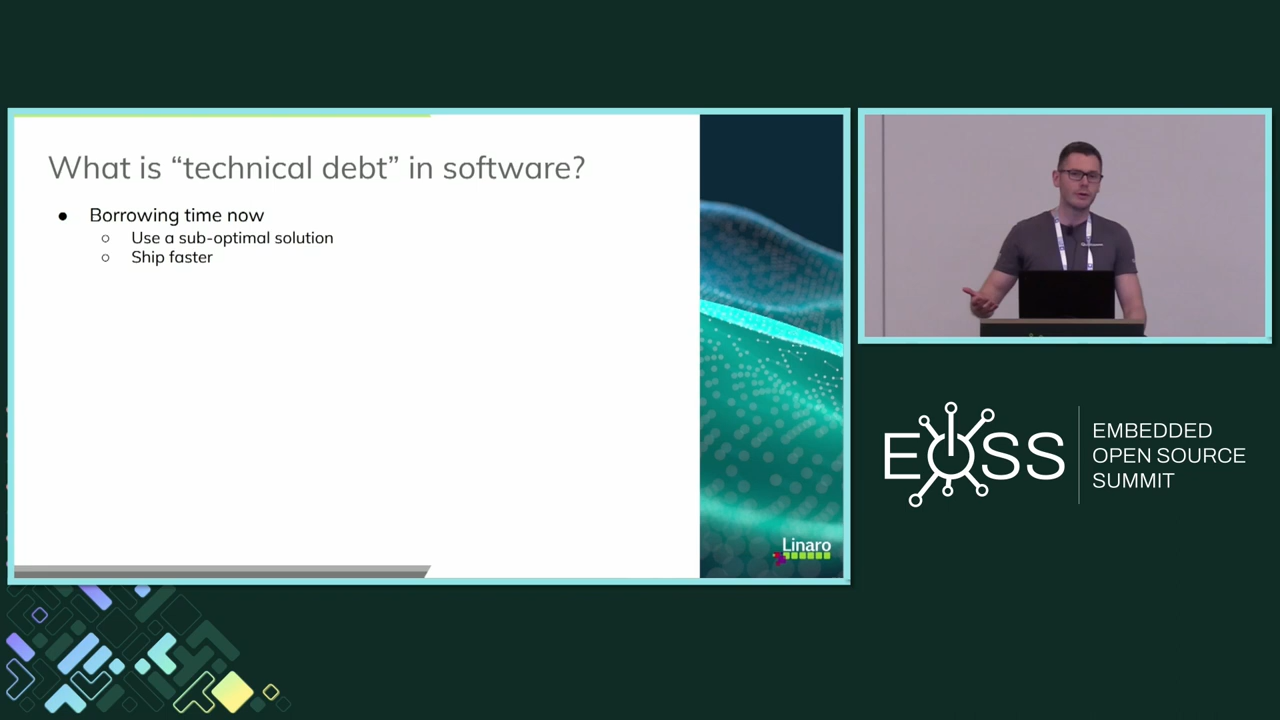 What is “technical debt” in software?
● Borrowing time now
○ Use a sub-optimal solution
○ Ship faster
Linaro
EOSS
EMBEDDED
OPEN SOURCE
SUMMIT